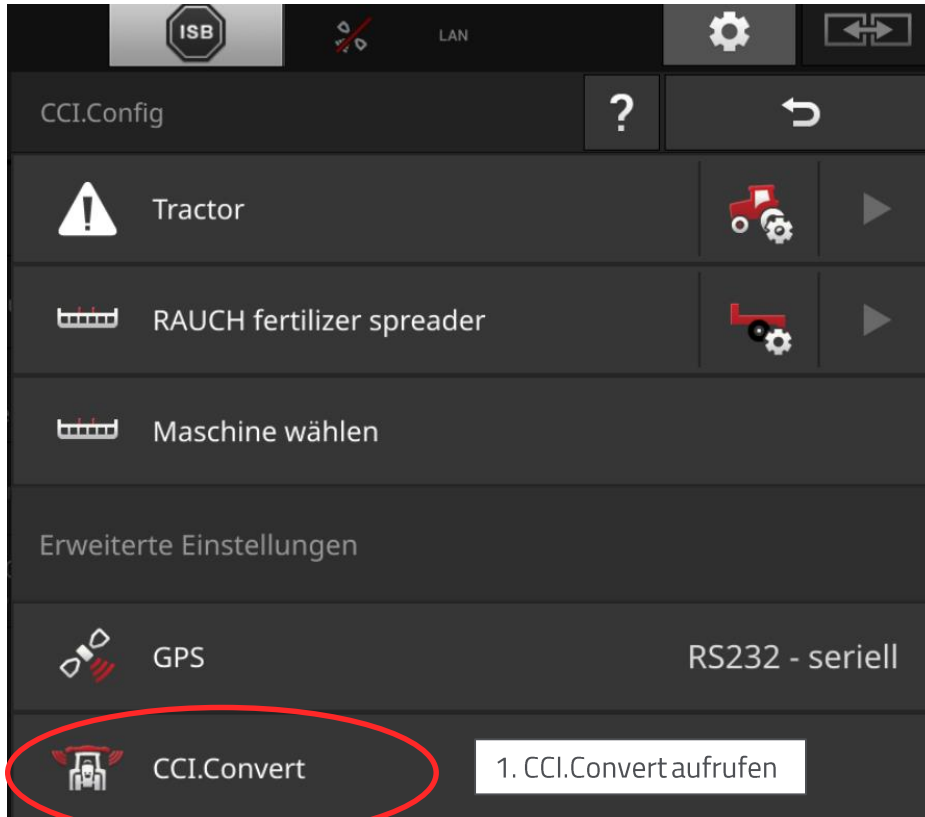 ISB
LAN
CCI.Config
?
Tractor
RAUCH fertilizer spreader
Maschine wählen
Erweiterte Einstellungen
GPS RS232 - seriell
CCI.Convert 1. CCI.Convert aufrufen